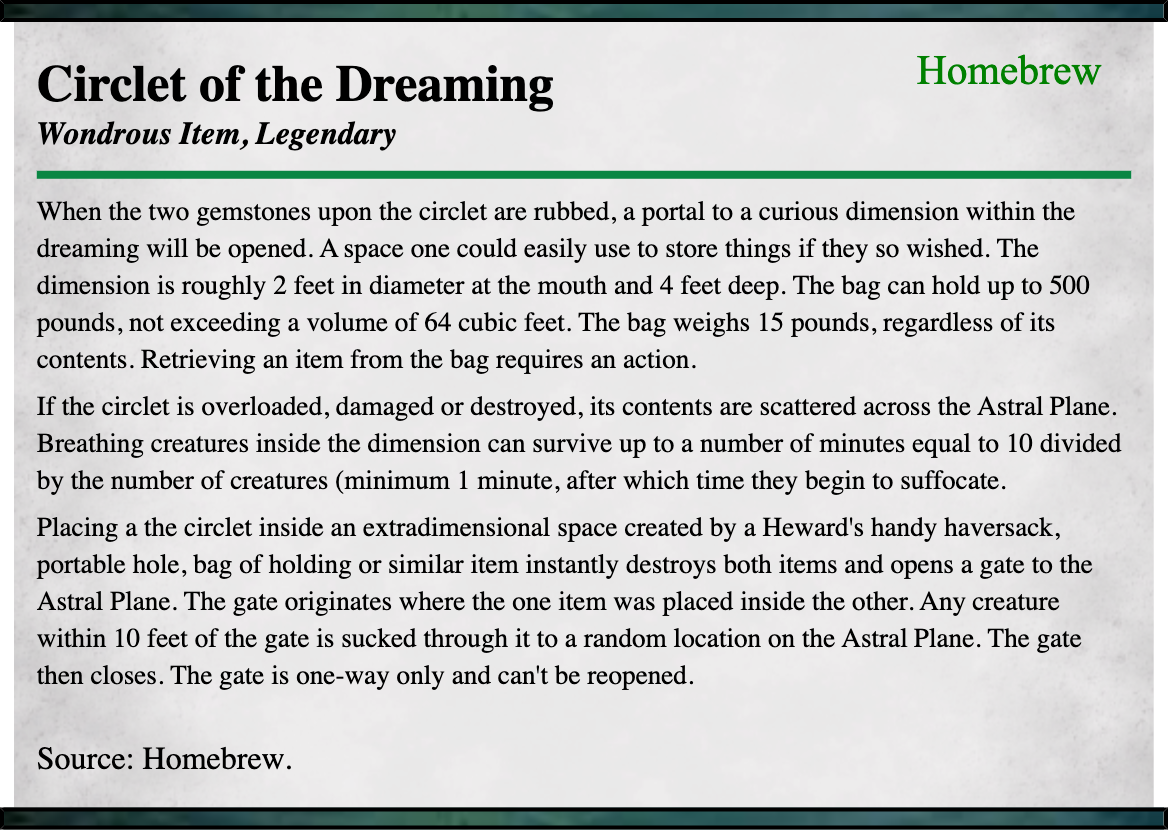 Circlet of the Dreaming
Homebrew
Wondrous Item, Legendary
When the two gemstones upon the circlet are rubbed, a portal to a curious dimension within the
dreaming will be opened. A space one could easily use to store things if they so wished. The
dimension is roughly 2 feet in diameter at the mouth and 4 feet deep. The bag can hold up to 500
pounds, not exceeding a volume of 64 cubic feet. The bag weighs 15 pounds, regardless of its
contents. Retrieving an item from the bag requires an action.
If the circlet is overloaded, damaged or destroyed, its contents are scattered across the Astral Plane.
Breathing creatures inside the dimension can survive up to a number of minutes equal to 10 divided
by the number of creatures (minimum 1 minute, after which time they begin to suffocate.
Placing a the circlet inside an extradimensional space created by a Heward's handy haversack,
portable hole, bag of holding or similar item instantly destroys both items and opens a gate to the
Astral Plane. The gate originates where the one item was placed inside the other. Any creature
within 10 feet of the gate is sucked through it to a random location on the Astral Plane. The gate
then closes. The gate is one-way only and can't be reopened.
Source: Homebrew.